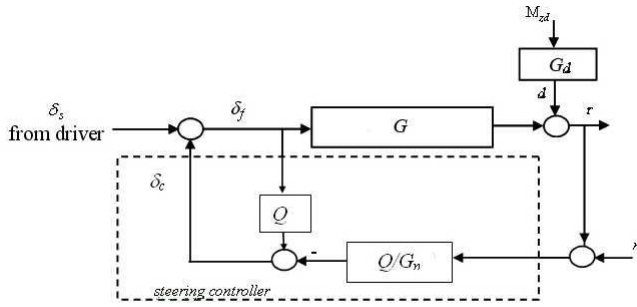 M_zd
G_d
d
r
δ_s
from driver
δ_f
G
δ_c
Q
-
Q/G_n
n
steering controller